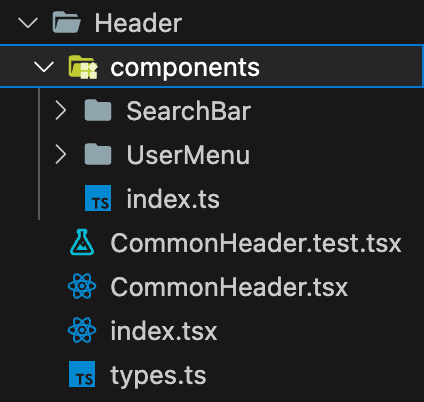 Header
components
SearchBar
UserMenu
TS index.ts
CommonHeader.test.tsx
CommonHeader.tsx
index.tsx
TS types.ts